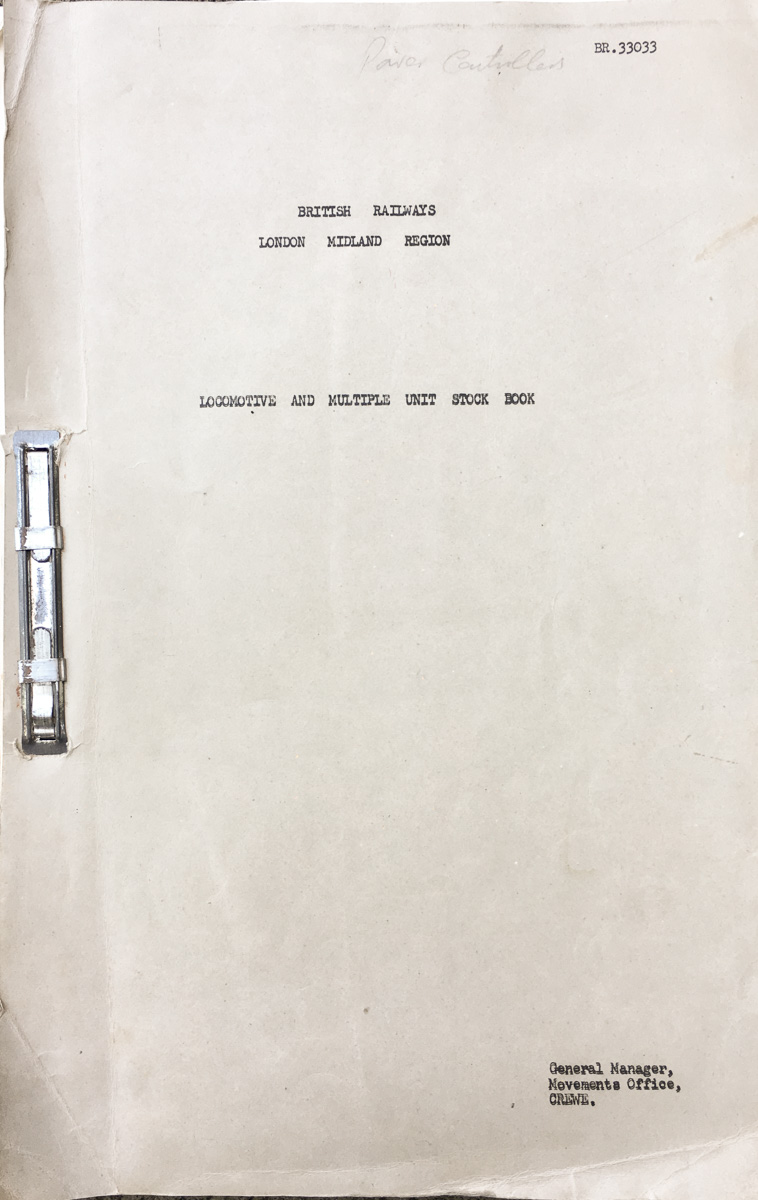 Power Controllers
BR.33033
BRITISH RAILWAYS
LONDON MIDLAND REGION
LOCOMOTIVE AND MULTIPLE UNIT STOCK BOOK
General Manager,
Movements Office,
CREWE.